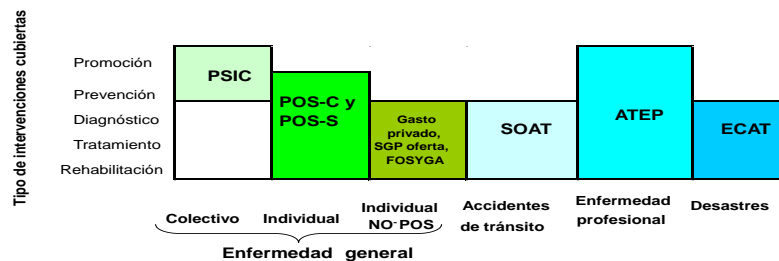 Tipo de intervenciones cubiertas
Promoción
Prevención
Diagnóstico
Tratamiento
Rehabilitación
PSIC
POS-C y
POS-S
Gasto
privado,
SGP oferta,
FOSYGA
SOAT
ATEP
ECAT
Colectivo
Individual
Individual
NO-POS
Accidentes
de tránsito
Enfermedad
profesional
Desastres
Enfermedad general